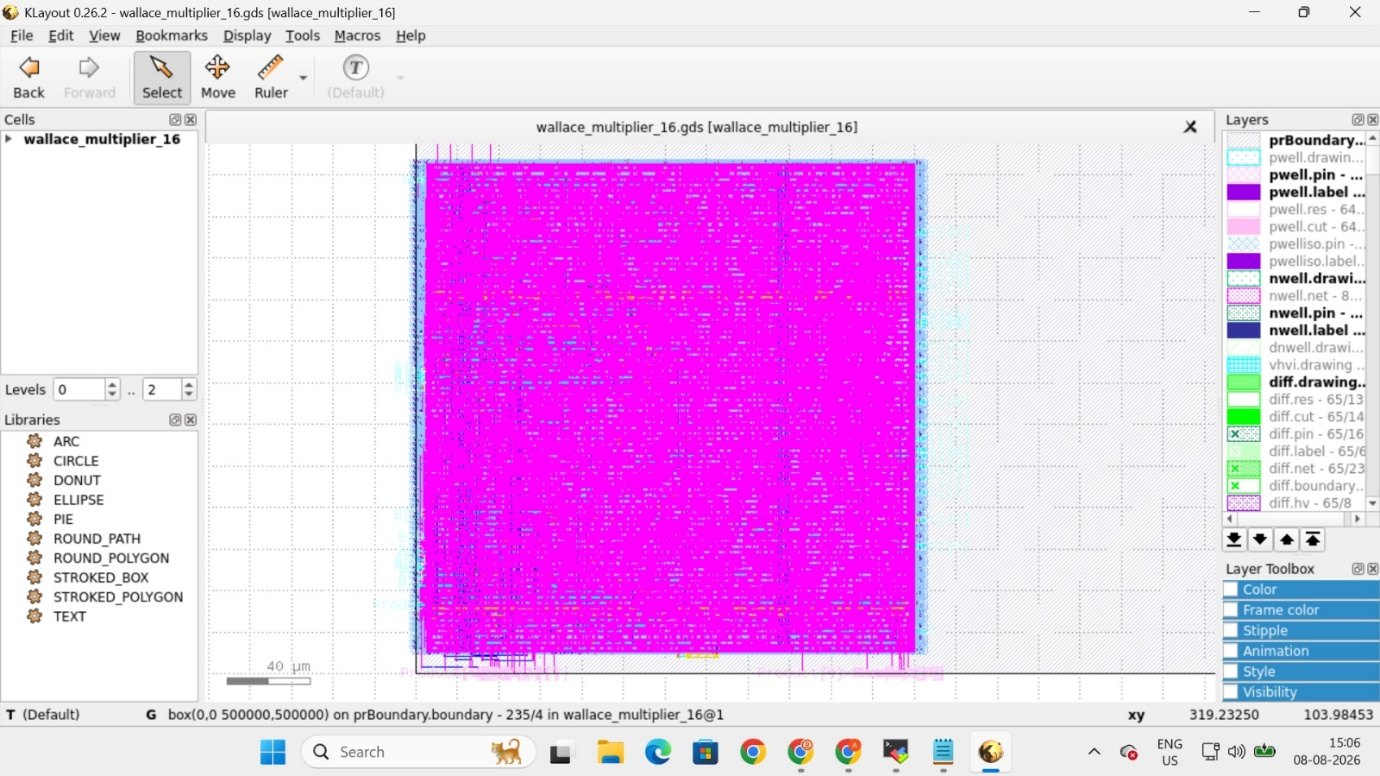 KLayout 0.26.2 - wallace_multiplier_16.gds [wallace_multiplier_16]
File Edit View Bookmarks Display Tools Macros Help
Back Forward Select Move Ruler T (Default)
Cells
wallace_multiplier_16
Levels 0 .. 2
Libraries
ARC
CIRCLE
DONUT
ELLIPSE
PIE
ROUND_PATH
ROUND_POLYGON
STROKED_BOX
STROKED_POLYGON
TEXT
wallace_multiplier_16.gds [wallace_multiplier_16]
40 µm
Layers
prBoundary...
pwell.drawin...
pwell.pin - ...
pwell.label ...
pwell.res - 64...
pwell.cut - 64...
pwelliso.pin -...
pwelliso.label...
nwell.drawi...
nwell.net - 8...
nwell.pin - ...
nwell.label ...
dnwell.drawi...
vhvi.drawing ...
diff.drawing...
diff.res - 65/13
diff.cut - 65/14
diff.pin - 65/16
diff.label - 65/6
diff.net - 65/23
diff.boundary...
diff.hv - 65/8
Layer Toolbox
Color
Frame color
Stipple
Animation
Style
Visibility
T (Default) G box(0,0 500000,500000) on prBoundary.boundary - 235/4 in wallace_multiplier_16@1 xy 319.23250 103.98453
Search
ENG
US
15:06
08-08-2026